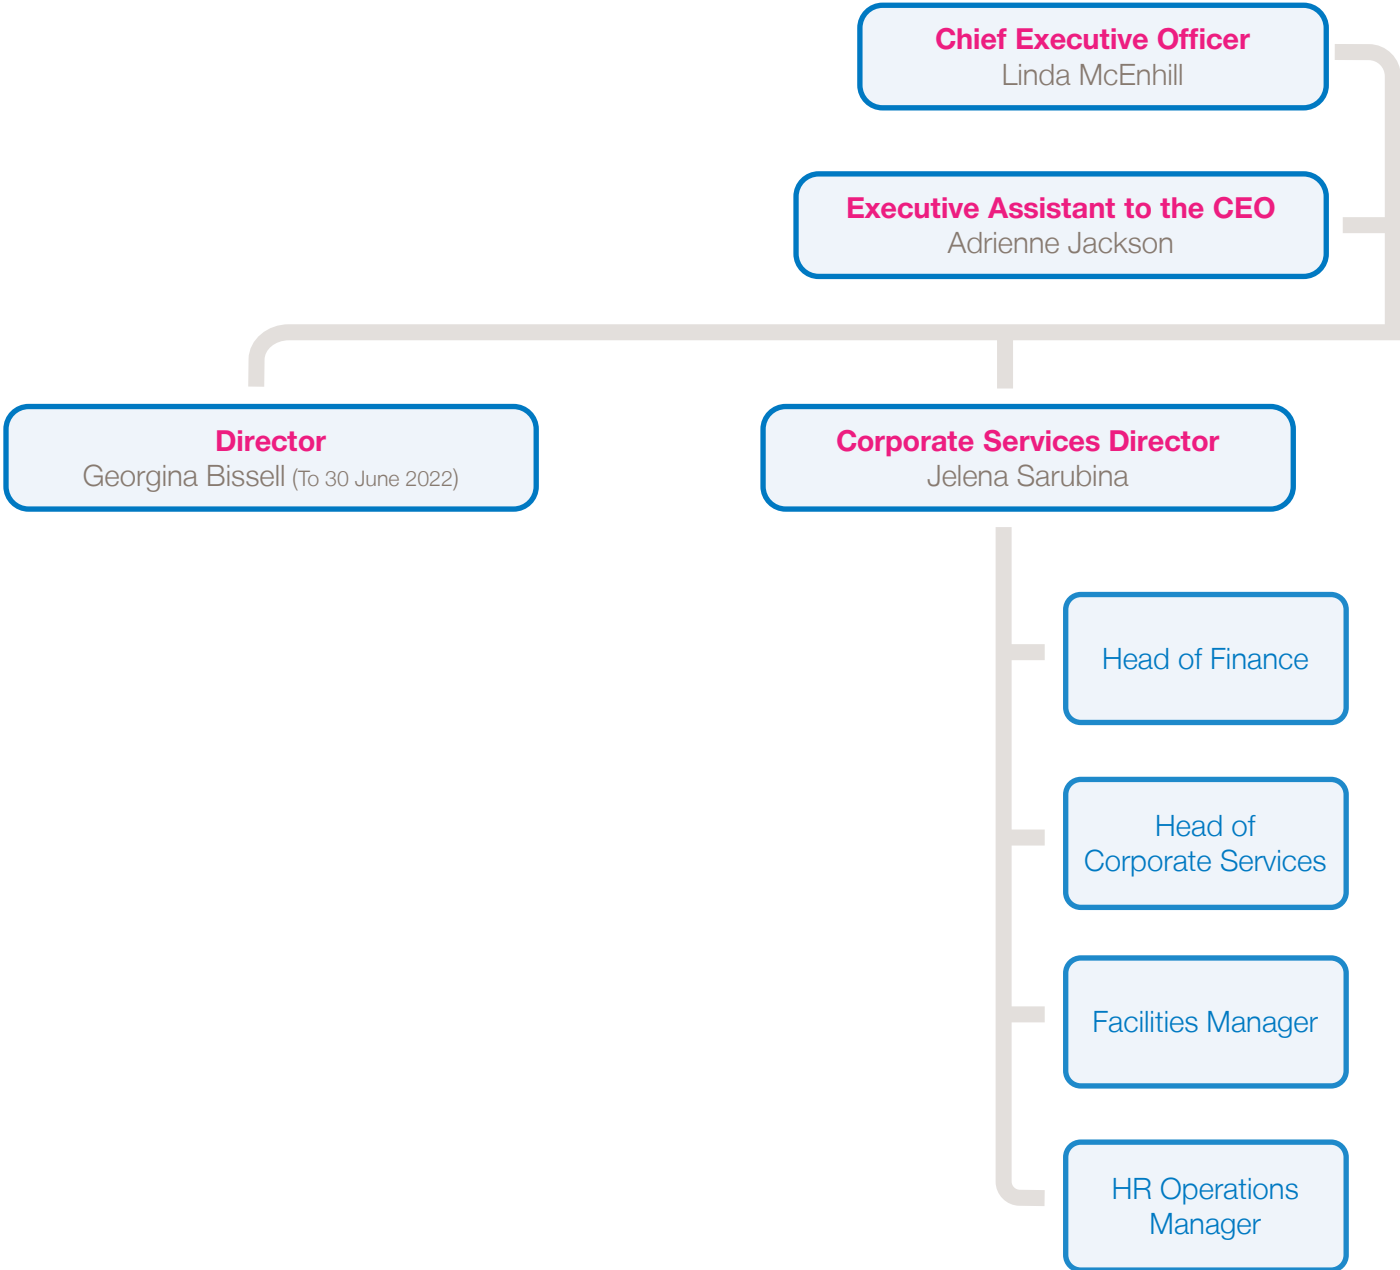 Chief Executive Officer
Linda McEnhill
Executive Assistant to the CEO
Adrienne Jackson
Director
Georgina Bissell (To 30 June 2022)
Corporate Services Director
Jelena Sarubina
Head of Finance
Head of
Corporate Services
Facilities Manager
HR Operations
Manager